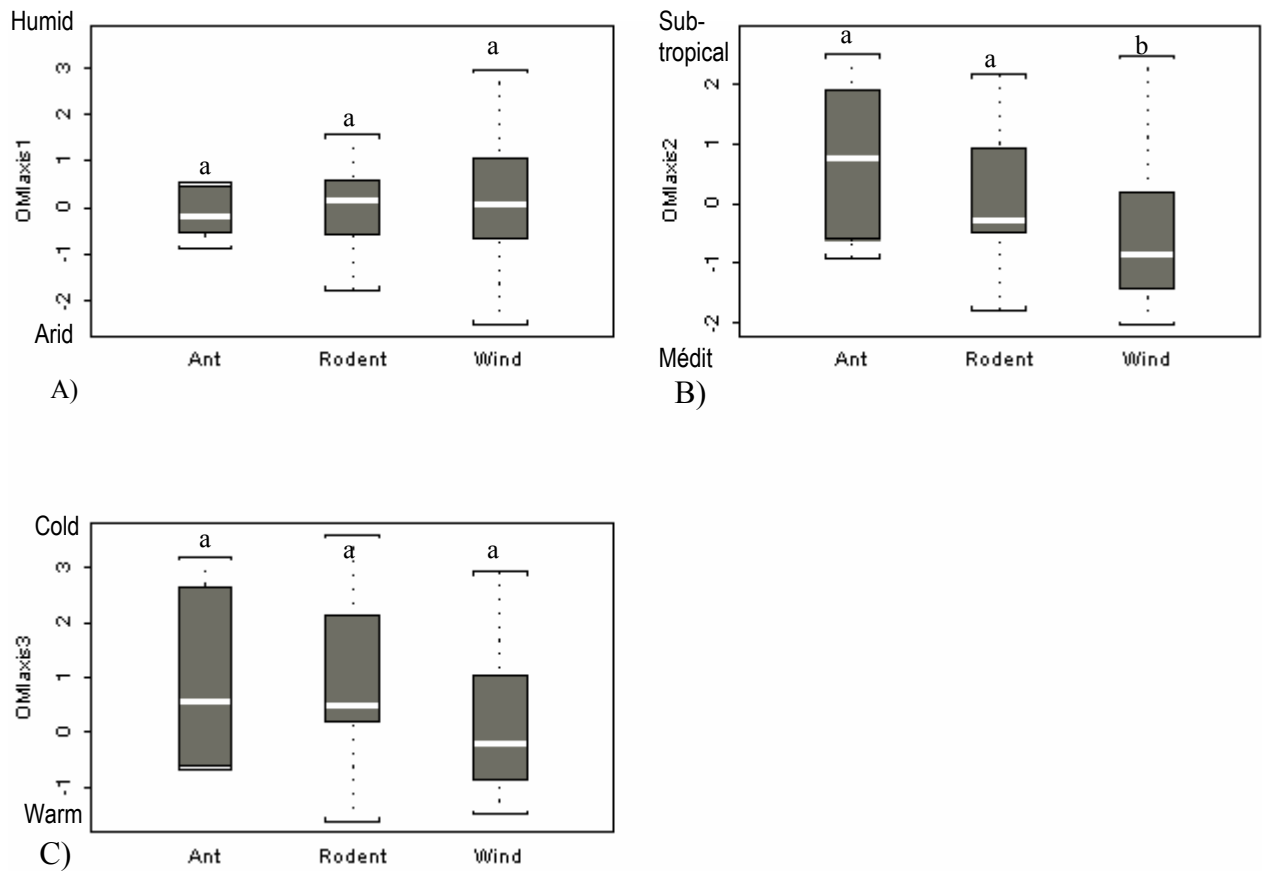 Humid
OMIaxis1
3
2
1
0
-1
-2
Arid
a
a
a
Ant
Rodent
Wind
A)
Sub-
tropical
OMIaxis2
2
1
0
-1
-2
Médit
a
a
b
Ant
Rodent
Wind
B)
Cold
OMIaxis3
3
2
1
0
-1
Warm
a
a
a
Ant
Rodent
Wind
C)